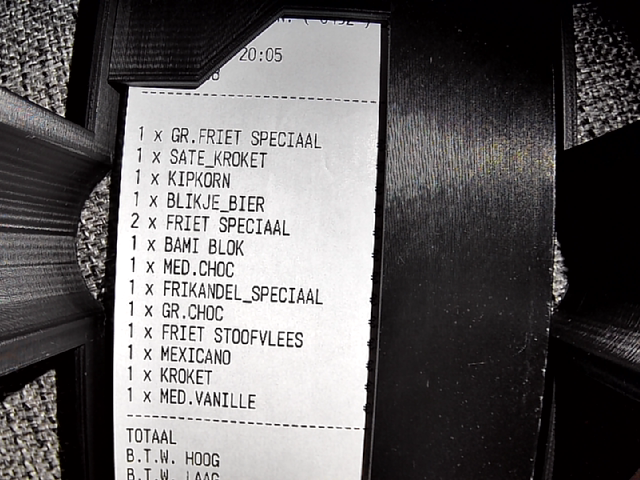 20:05
1 x GR.FRIET SPECIAAL
1 x SATE_KROKET
1 x KIPKORN
1 x BLIKJE_BIER
2 x FRIET SPECIAAL
1 x BAMI BLOK
1 x MED.CHOC
1 x FRIKANDEL_SPECIAAL
1 x GR.CHOC
1 x FRIET STOOFVLEES
1 x MEXICANO
1 x KROKET
1 x MED.VANILLE
TOTAAL
B.T.W. HOOG
B.T.W. LAAG